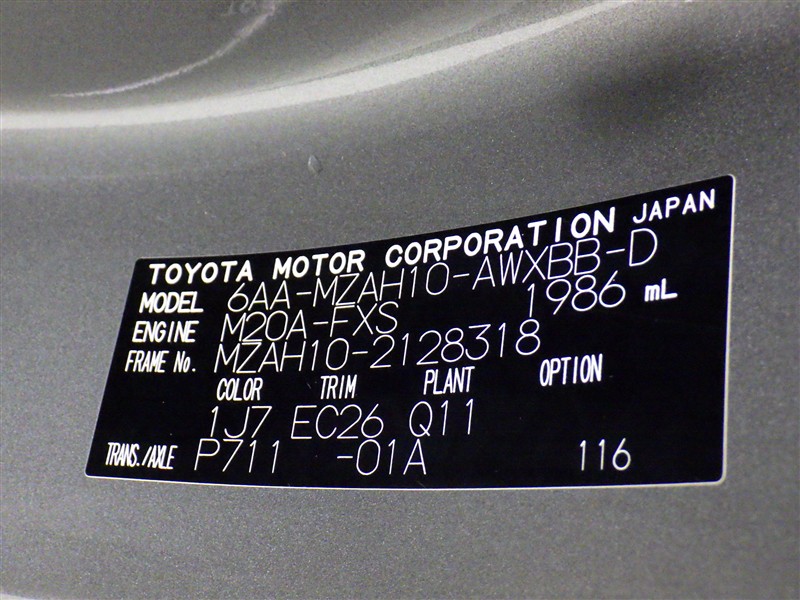 TOYOTA MOTOR CORPORATION JAPAN
MODEL 6AA-MZAH10-AWXBB-D
ENGINE M20A-FXS 1986 mL
FRAME No. MZAH10-2128318
COLOR TRIM PLANT OPTION
1J7 EC26 Q11
TRANS./AXLE P711 -01A 116